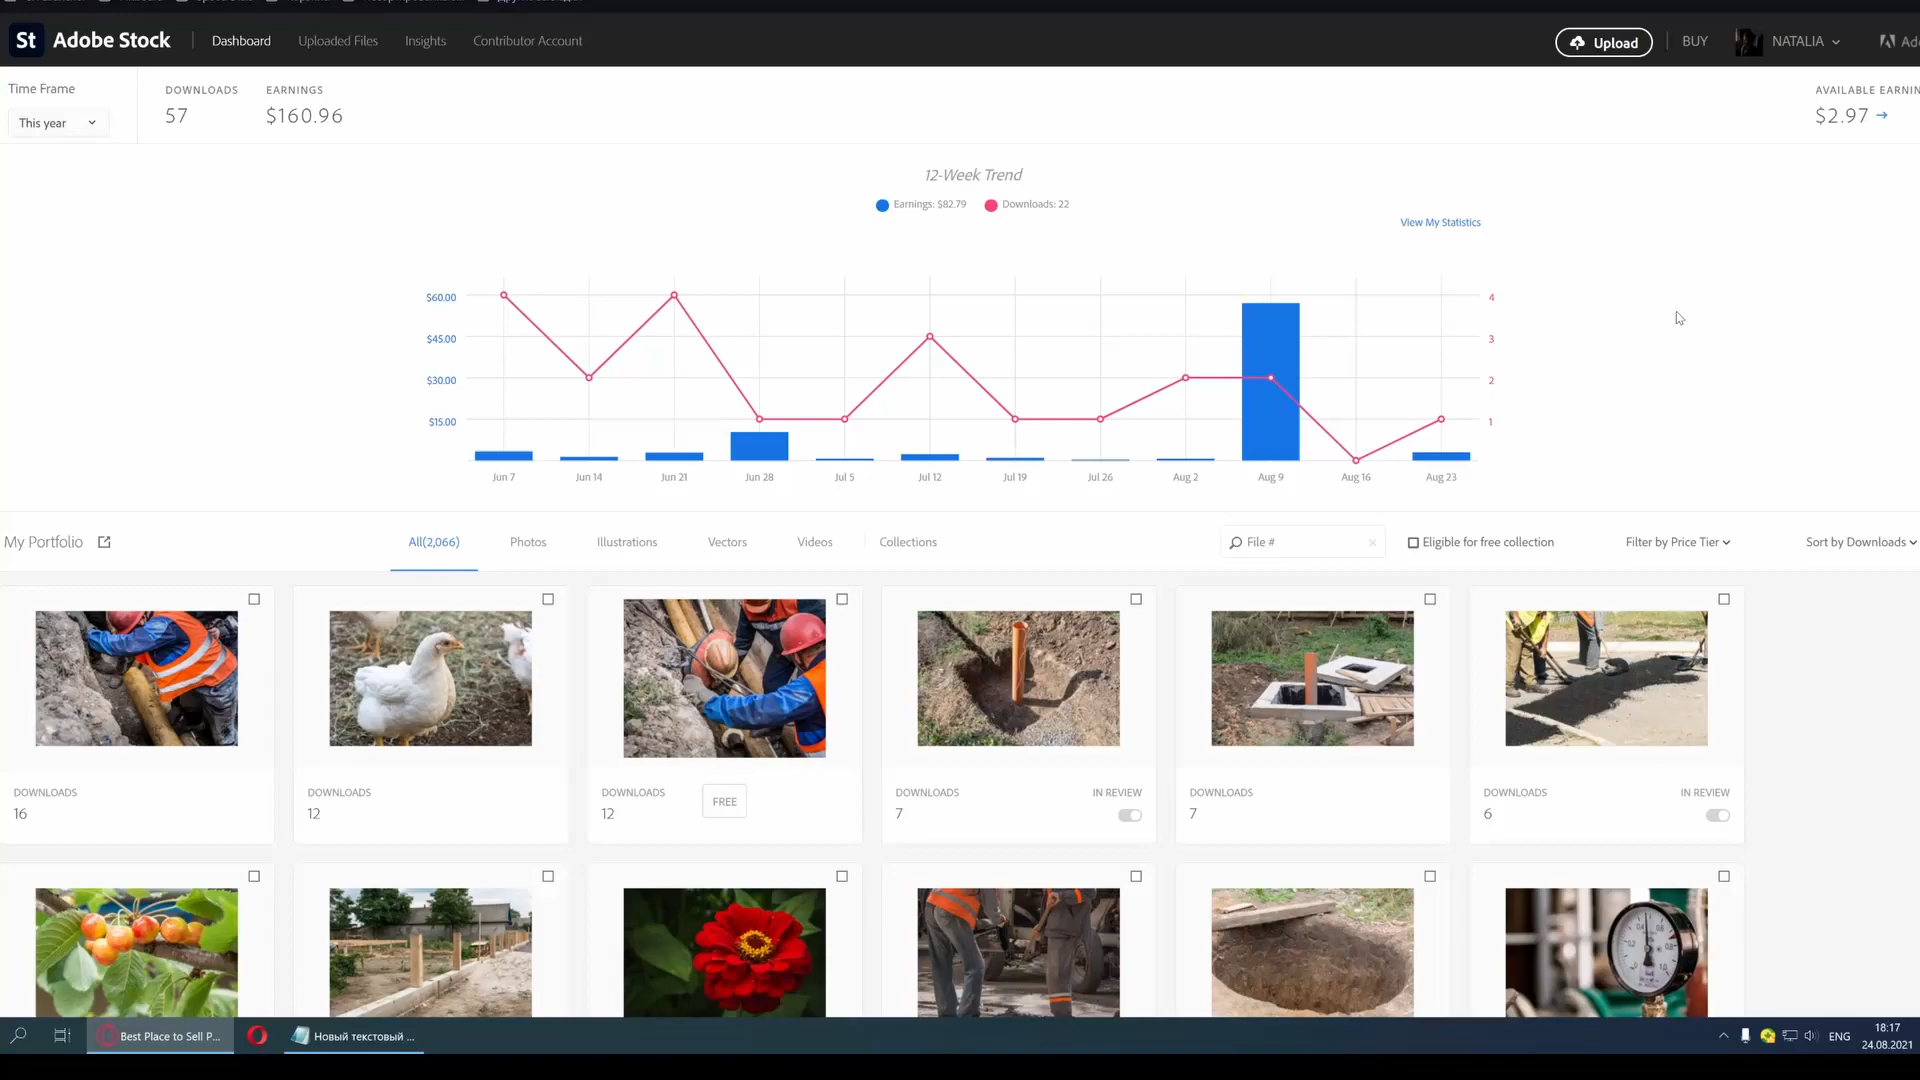 St Adobe Stock Dashboard Uploaded Files Insights Contributor Account Upload BUY NATALIA
Time Frame
This year
DOWNLOADS
57
EARNINGS
$160.96
AVAILABLE EARNIN
$2.97 →
12-Week Trend
Earnings: $82.79 Downloads: 22
View My Statistics
$60.00 4
$45.00 3
$30.00 2
$15.00 1
Jun 7 Jun 14 Jun 21 Jun 28 Jul 5 Jul 12 Jul 19 Jul 26 Aug 2 Aug 9 Aug 16 Aug 23
My Portfolio All(2,066) Photos Illustrations Vectors Videos Collections File # Eligible for free collection Filter by Price Tier Sort by Downloads
DOWNLOADS
16
DOWNLOADS
12
DOWNLOADS
12
FREE
DOWNLOADS
7
IN REVIEW
DOWNLOADS
7
DOWNLOADS
6
IN REVIEW
Best Place to Sell P... Новый текстовый ... ENG 18:17
24.08.2021